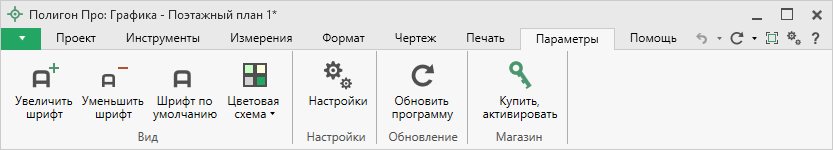 Полигон Про: Графика - Поэтажный план 1*
Проект Инструменты Измерения Формат Чертеж Печать Параметры Помощь ?
Увеличить шрифт
Уменьшить шрифт
Шрифт по умолчанию
Цветовая схема
Вид
Настройки
Настройки
Обновить программу
Обновление
Купить, активировать
Магазин